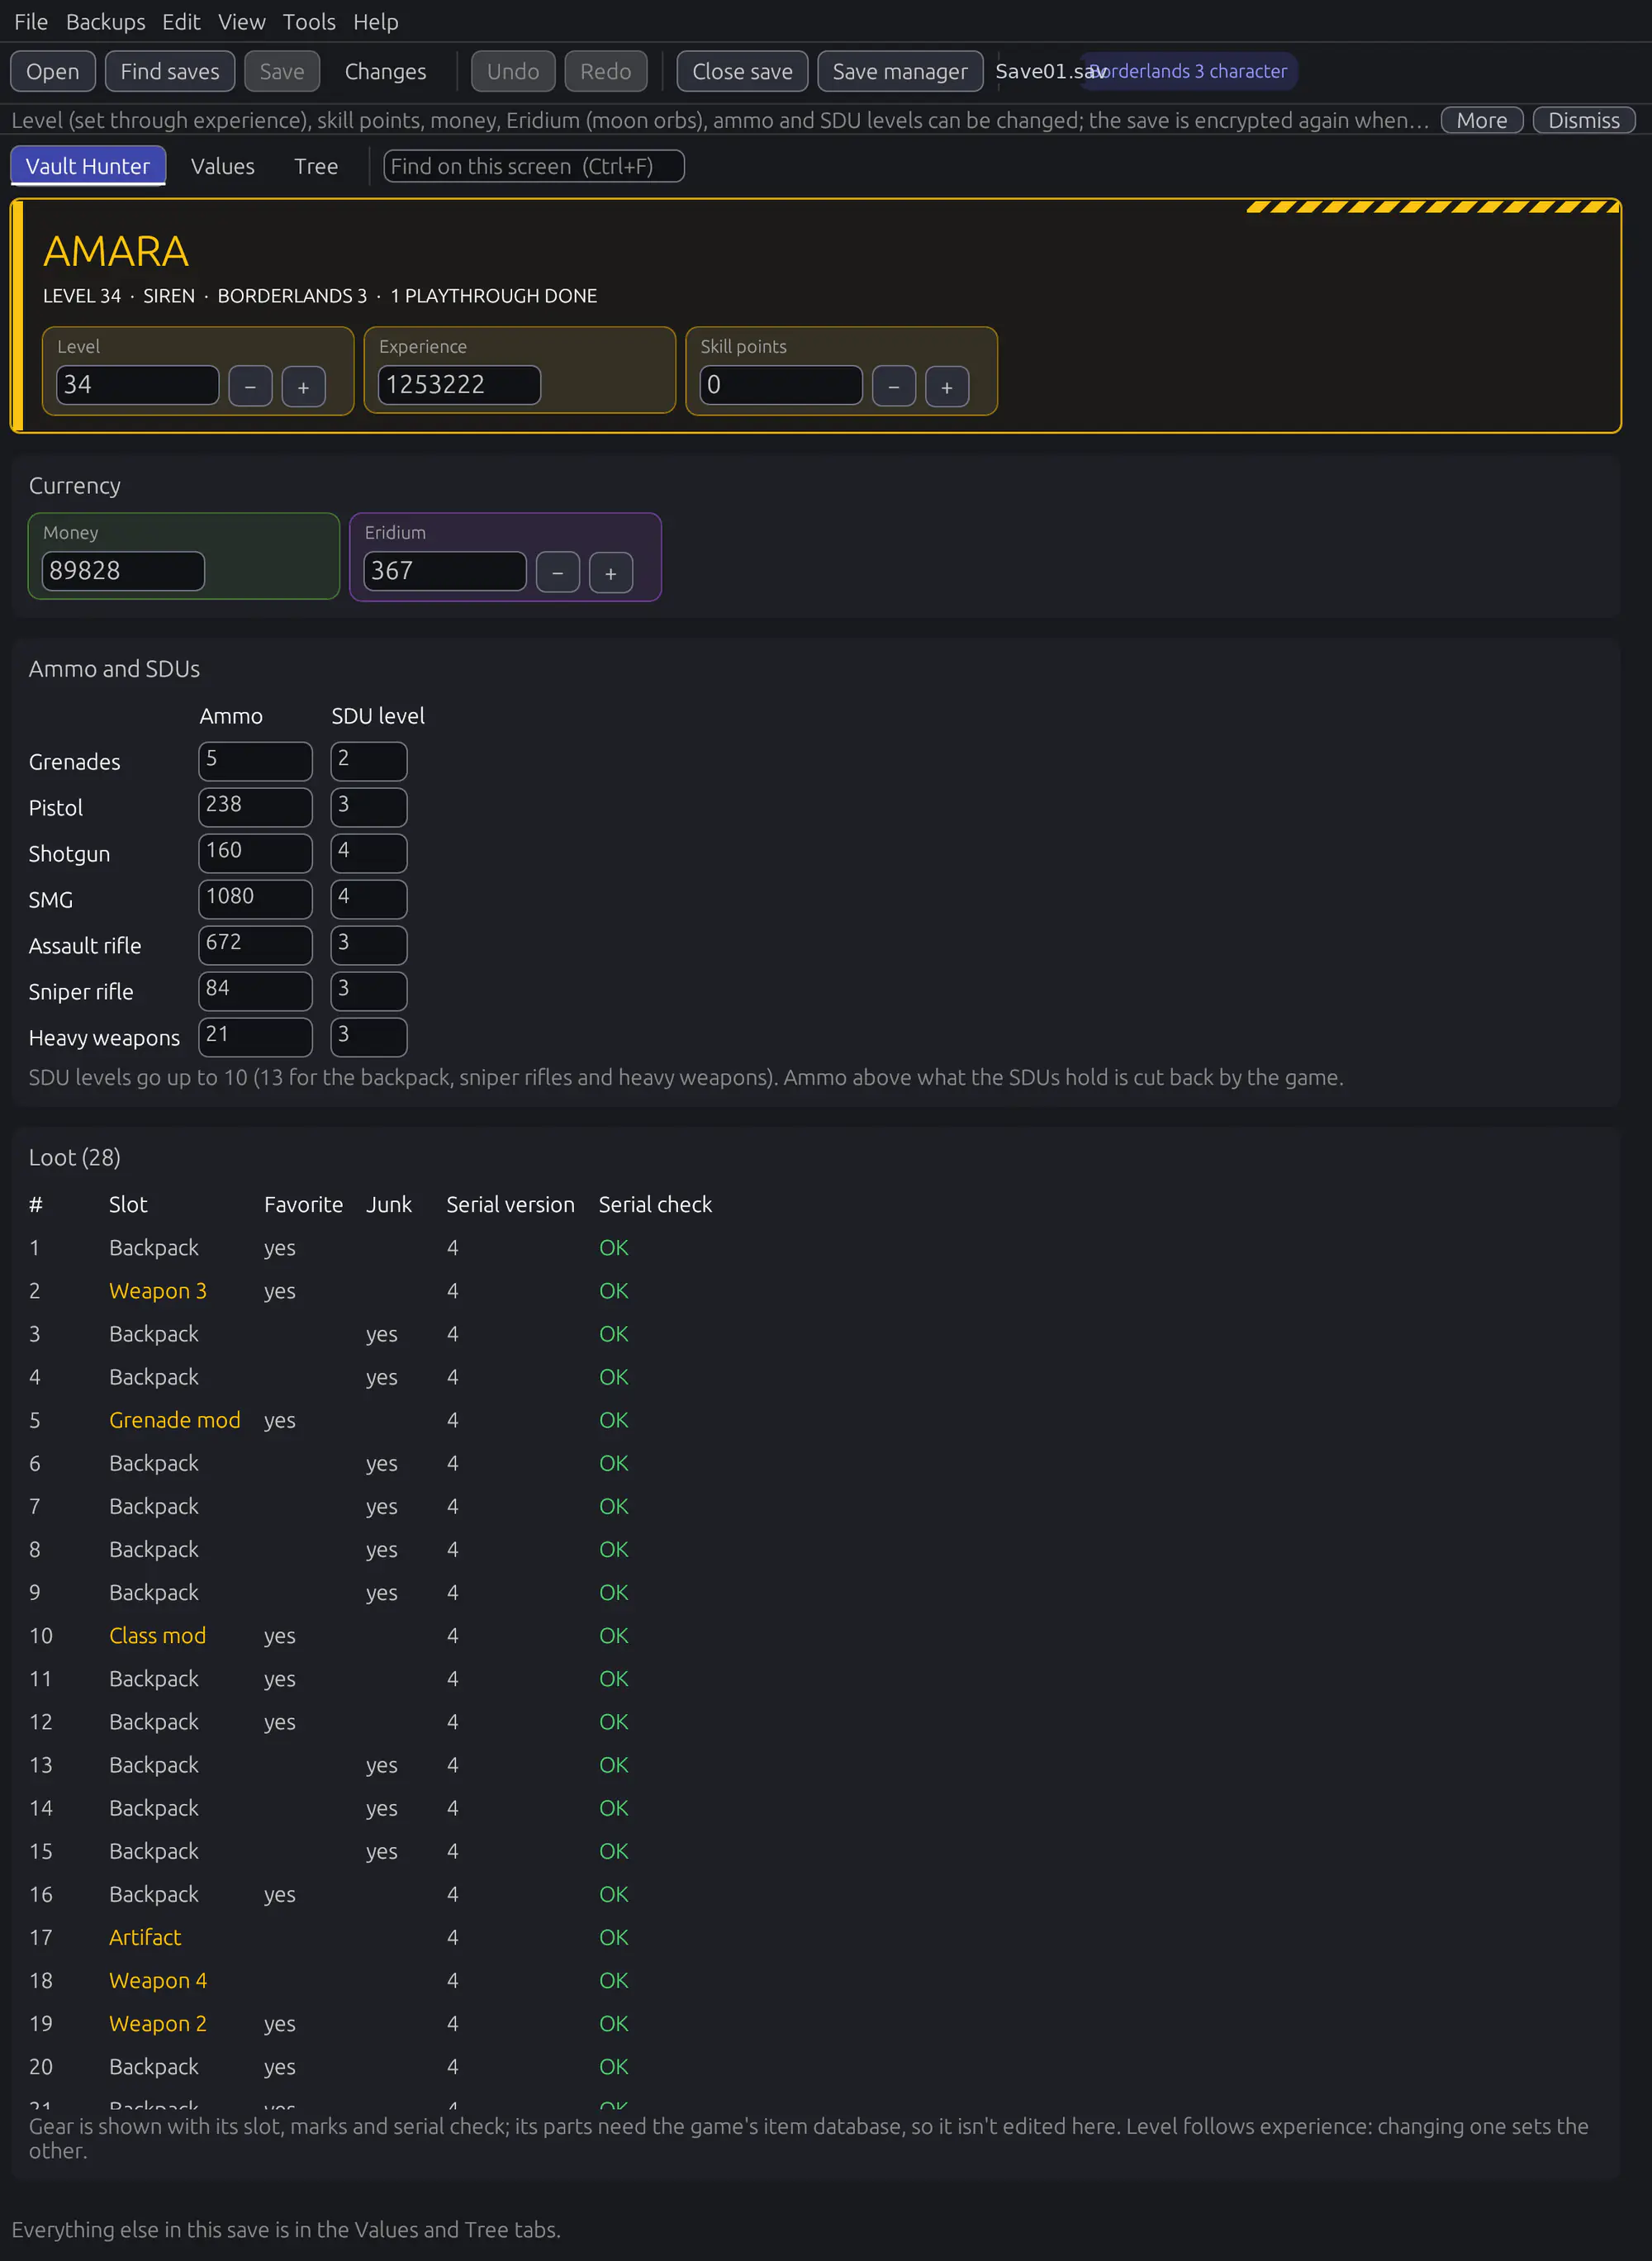 File Backups Edit View Tools Help
Open Find saves Save Changes Undo Redo Close save Save manager Save01.sav Borderlands 3 character
Level (set through experience), skill points, money, Eridium (moon orbs), ammo and SDU levels can be changed; the save is encrypted again when… More Dismiss
Vault Hunter Values Tree Find on this screen (Ctrl+F)
AMARA
LEVEL 34 · SIREN · BORDERLANDS 3 · 1 PLAYTHROUGH DONE
Level Experience Skill points
34 − + 1253222 0 − +
Currency
Money Eridium
89828 367 − +
Ammo and SDUs
Ammo SDU level
Grenades 5 2
Pistol 238 3
Shotgun 160 4
SMG 1080 4
Assault rifle 672 3
Sniper rifle 84 3
Heavy weapons 21 3
SDU levels go up to 10 (13 for the backpack, sniper rifles and heavy weapons). Ammo above what the SDUs hold is cut back by the game.
Loot (28)
# Slot Favorite Junk Serial version Serial check
1 Backpack yes 4 OK
2 Weapon 3 yes 4 OK
3 Backpack yes 4 OK
4 Backpack yes 4 OK
5 Grenade mod yes 4 OK
6 Backpack yes 4 OK
7 Backpack yes 4 OK
8 Backpack yes 4 OK
9 Backpack yes 4 OK
10 Class mod yes 4 OK
11 Backpack yes 4 OK
12 Backpack yes 4 OK
13 Backpack yes 4 OK
14 Backpack yes 4 OK
15 Backpack yes 4 OK
16 Backpack yes 4 OK
17 Artifact 4 OK
18 Weapon 4 4 OK
19 Weapon 2 yes 4 OK
20 Backpack yes 4 OK
21 Backpack yes 4 OK
Gear is shown with its slot, marks and serial check; its parts need the game's item database, so it isn't edited here. Level follows experience: changing one sets the
other.
Everything else in this save is in the Values and Tree tabs.